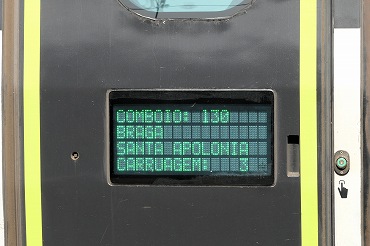 COMBOIO: 130
BRAGA
SANTA APOLONIA
CARRUAGEM: 3